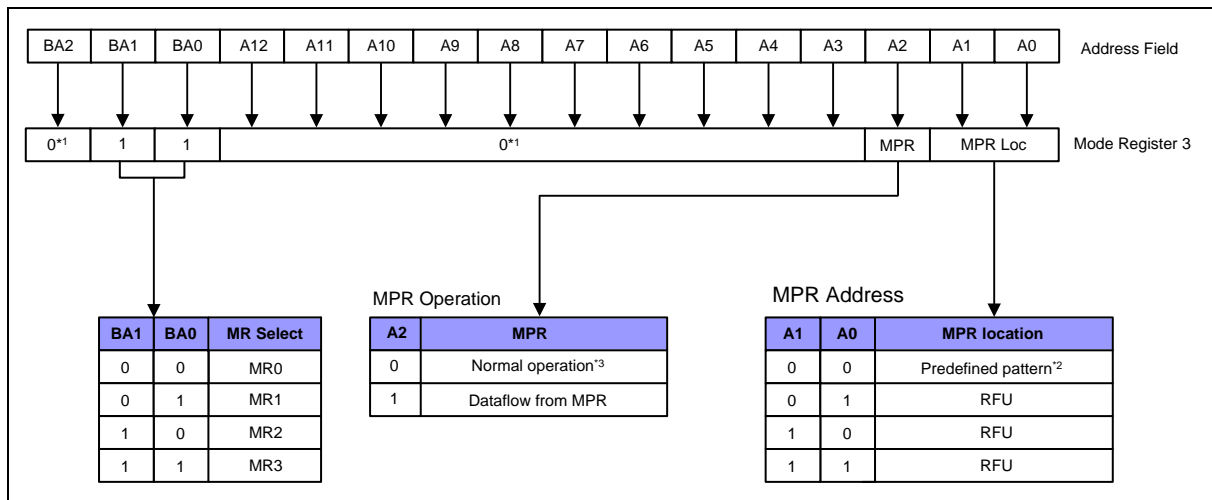 BA2 BA1 BA0 A12 A11 A10 A9 A8 A7 A6 A5 A4 A3 A2 A1 A0 Address Field
0*1 1 1 0*1 MPR MPR Loc Mode Register 3
MPR Operation
MPR Address
BA1 BA0 MR Select
0 0 MR0
0 1 MR1
1 0 MR2
1 1 MR3
A2 MPR
0 Normal operation*3
1 Dataflow from MPR
A1 A0 MPR location
0 0 Predefined pattern*2
0 1 RFU
1 0 RFU
1 1 RFU